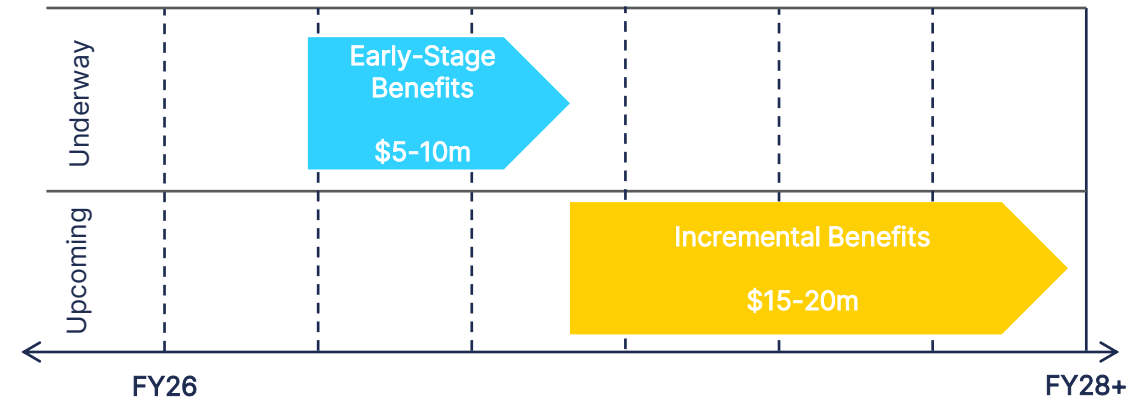 Underway
Early-Stage
Benefits
$5-10m
Upcoming
Incremental Benefits
$15-20m
FY26
FY28+